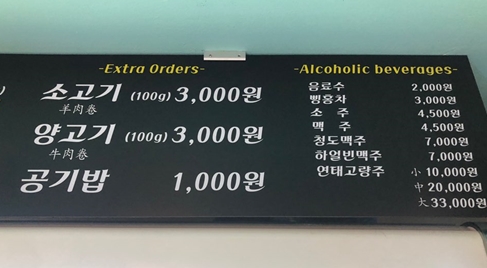 -Extra Orders-
소고기 (100g) 3,000원
羊肉卷
양고기 (100g) 3,000원
牛肉卷
공기밥 1,000원
-Alcoholic beverages-
음료수 2,000원
삥홍차 3,000원
소 주 4,500원
맥 주 4,500원
청도맥주 7,000원
하얼빈맥주 7,000원
연태고량주 小 10,000원
中 20,000원
大 33,000원